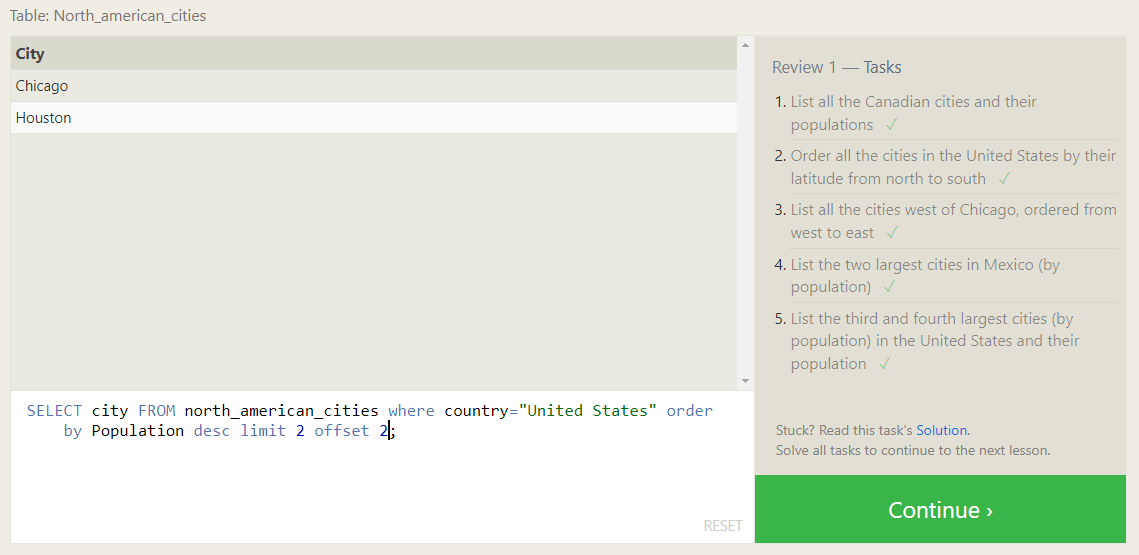 Table: North_american_cities
City
Chicago
Houston
SELECT city FROM north_american_cities where country="United States" order
by Population desc limit 2 offset 2;
RESET
Review 1 — Tasks
1. List all the Canadian cities and their
populations ✓
2. Order all the cities in the United States by their
latitude from north to south ✓
3. List all the cities west of Chicago, ordered from
west to east ✓
4. List the two largest cities in Mexico (by
population) ✓
5. List the third and fourth largest cities (by
population) in the United States and their
population ✓
Stuck? Read this task's Solution.
Solve all tasks to continue to the next lesson.
Continue ›